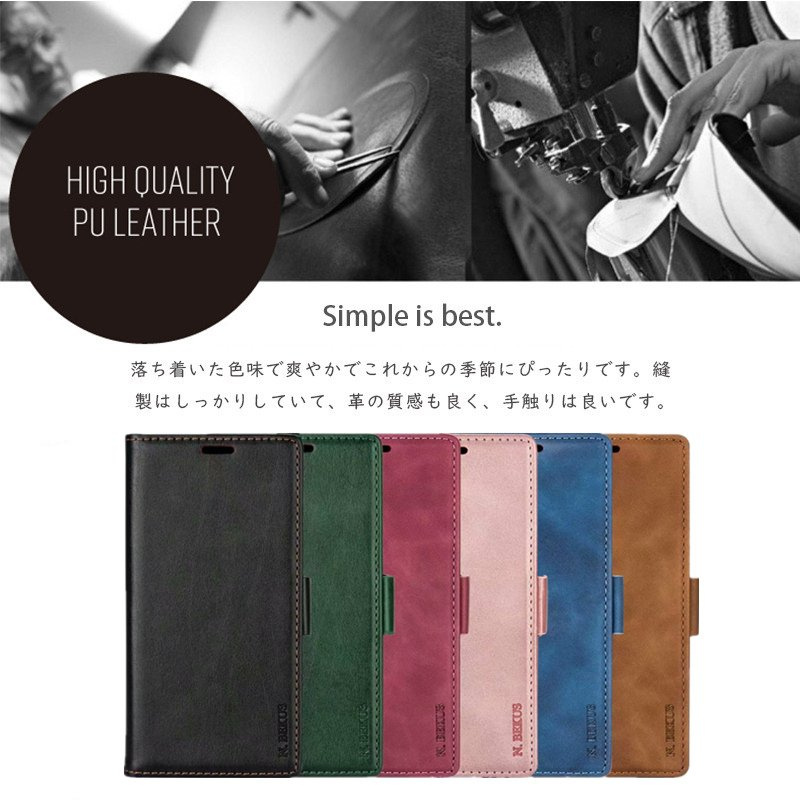 HIGH QUALITY
PU LEATHER
Simple is best.
落ち着いた色味で爽やかでこれからの季節にぴったりです。縫
製はしっかりしていて、革の質感も良く、手触りは良いです。
N. BEKUS
N. BEKUS
N. BEKUS
N. BEKUS
N. BEKUS
N. BEKUS